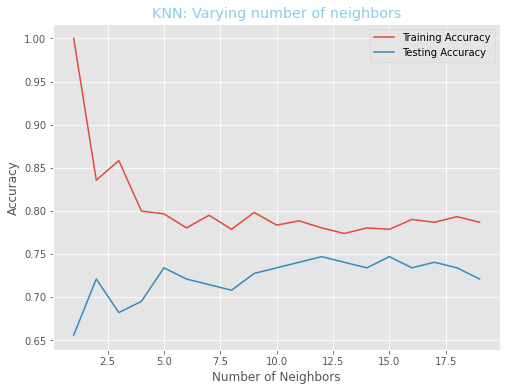 KNN: Varying number of neighbors
Training Accuracy
Testing Accuracy
Accuracy
1.00
0.95
0.90
0.85
0.80
0.75
0.70
0.65
2.5 5.0 7.5 10.0 12.5 15.0 17.5
Number of Neighbors